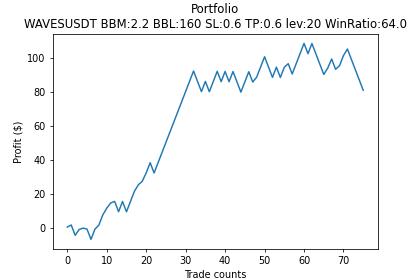 Portfolio
WAVESUSDT BBM:2.2 BBL:160 SL:0.6 TP:0.6 lev:20 WinRatio:64.0
100
80
60
40
20
0
Profit ($)
0 10 20 30 40 50 60 70
Trade counts